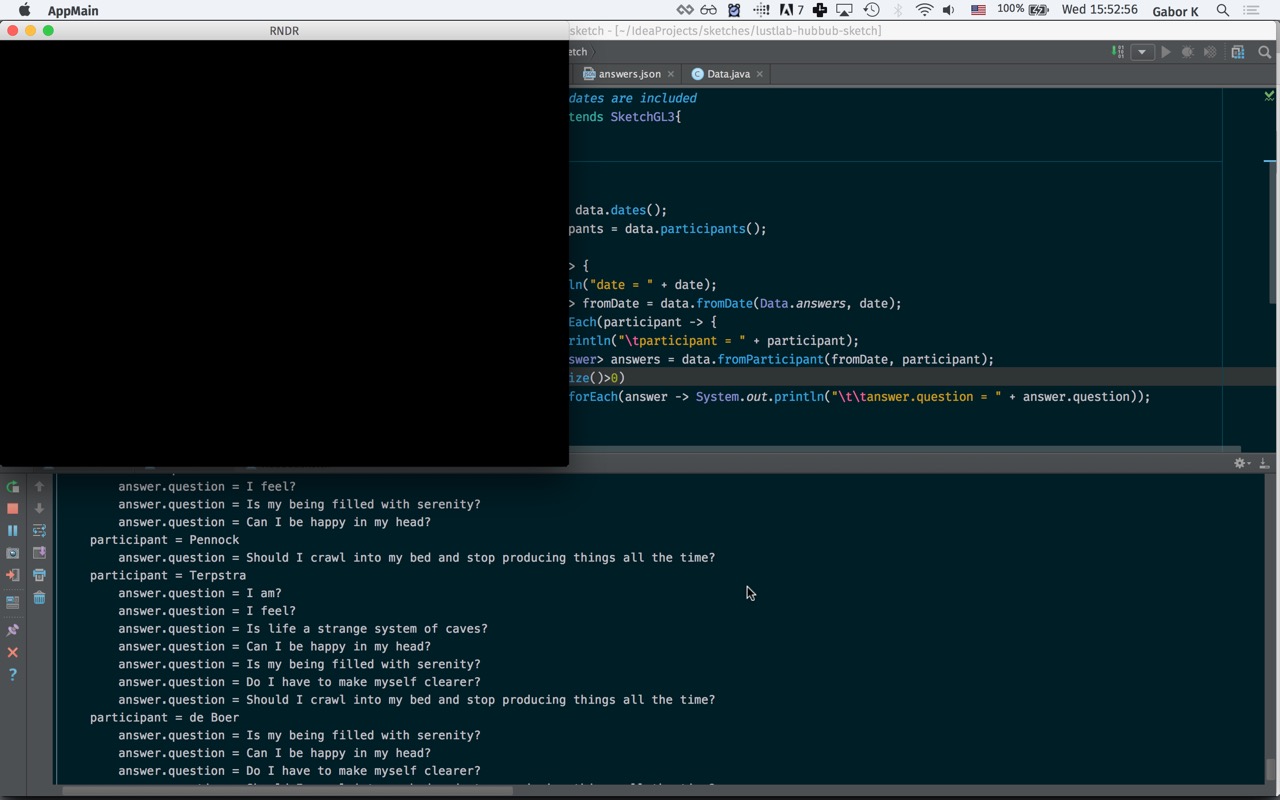 AppMain
7
100%
Wed 15:52:56
Gabor K
RNDR
sketch - [~/IdeaProjects/sketches/lustlab-hubbub-sketch]
etch
answers.json
Data.java
dates are included
tends SketchGL3{
data.dates();
pants = data.participants();
> {
ln("date = " + date);
> fromDate = data.fromDate(Data.answers, date);
Each(participant -> {
rintln("\tparticipant = " + participant);
swer> answers = data.fromParticipant(fromDate, participant);
ize()>0)
forEach(answer -> System.out.println("\t\tanswer.question = " + answer.question));
answer.question = I feel?
answer.question = Is my being filled with serenity?
answer.question = Can I be happy in my head?
participant = Pennock
answer.question = Should I crawl into my bed and stop producing things all the time?
participant = Terpstra
answer.question = I am?
answer.question = I feel?
answer.question = Is life a strange system of caves?
answer.question = Can I be happy in my head?
answer.question = Is my being filled with serenity?
answer.question = Do I have to make myself clearer?
answer.question = Should I crawl into my bed and stop producing things all the time?
participant = de Boer
answer.question = Is my being filled with serenity?
answer.question = Can I be happy in my head?
answer.question = Do I have to make myself clearer?